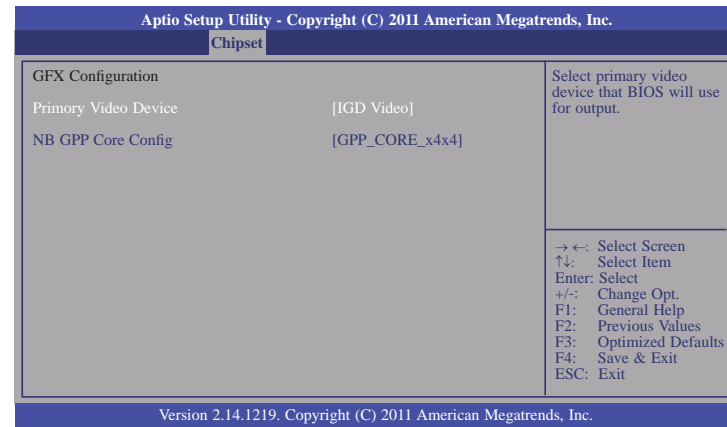 Aptio Setup Utility - Copyright (C) 2011 American Megatrends, Inc.
Chipset
GFX Configuration
Primory Video Device [IGD Video]
NB GPP Core Config [GPP_CORE_x4x4]
Select primary video
device that BIOS will use
for output.
→ ←: Select Screen
↑↓: Select Item
Enter: Select
+/-: Change Opt.
F1: General Help
F2: Previous Values
F3: Optimized Defaults
F4: Save & Exit
ESC: Exit
Version 2.14.1219. Copyright (C) 2011 American Megatrends, Inc.